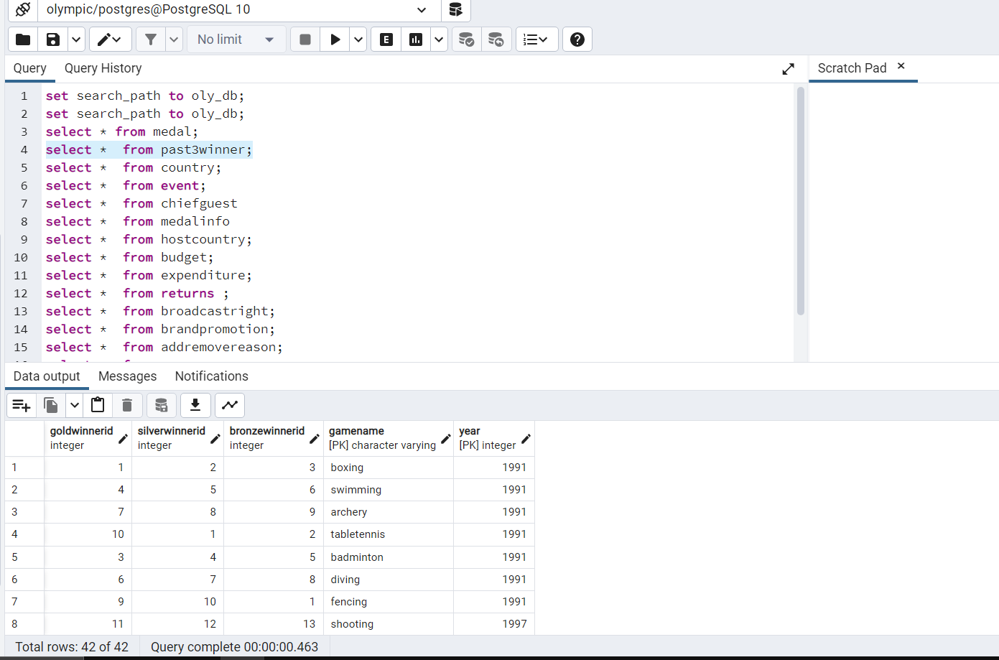 olympic/postgres@PostgreSQL 10
No limit
E
Query Query History Scratch Pad ×
1 set search_path to oly_db;
2 set search_path to oly_db;
3 select * from medal;
4 select *  from past3winner;
5 select *  from country;
6 select *  from event;
7 select *  from chiefguest
8 select *  from medalinfo
9 select *  from hostcountry;
10 select *  from budget;
11 select *  from expenditure;
12 select *  from returns ;
13 select *  from broadcastright;
14 select *  from brandpromotion;
15 select *  from addremovereason;
Data output Messages Notifications
goldwinnerid silverwinnerid bronzewinnerid gamename year
integer integer integer [PK] character varying [PK] integer
1 1 2 3 boxing 1991
2 4 5 6 swimming 1991
3 7 8 9 archery 1991
4 10 1 2 tabletennis 1991
5 3 4 5 badminton 1991
6 6 7 8 diving 1991
7 9 10 1 fencing 1991
8 11 12 13 shooting 1997
Total rows: 42 of 42 Query complete 00:00:00.463